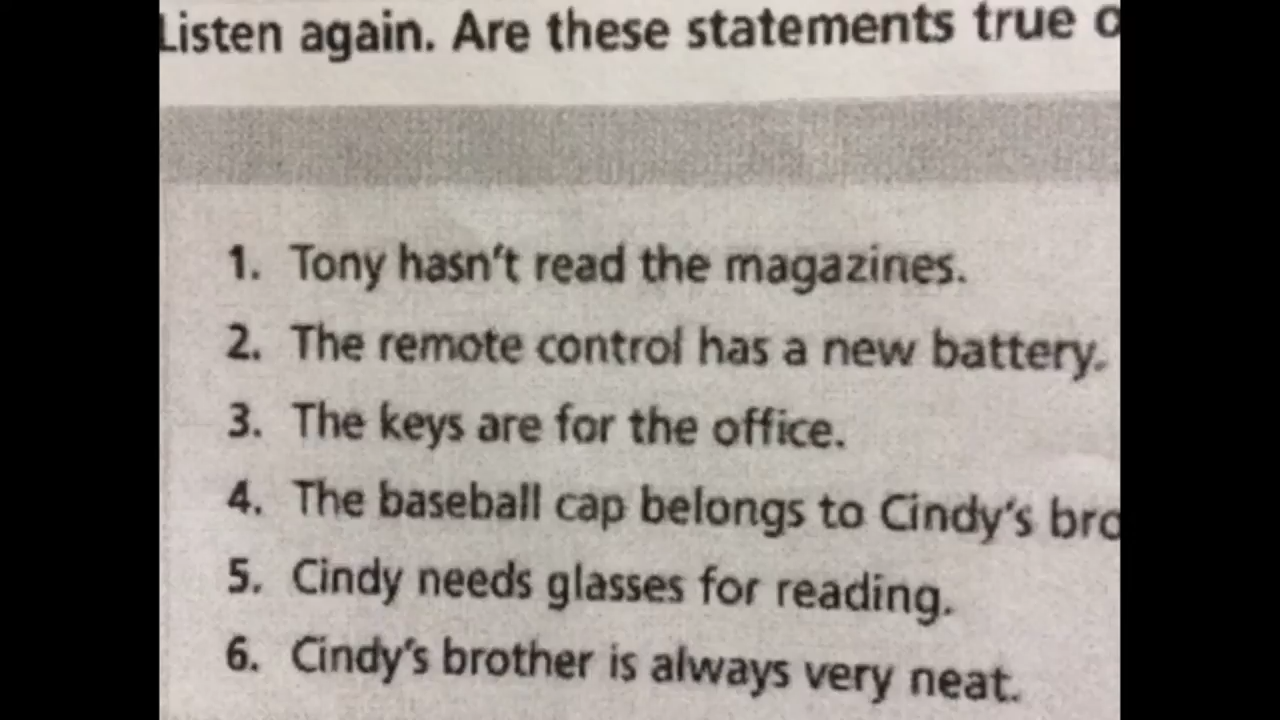 Listen again. Are these statements true
1. Tony hasn't read the magazines.
2. The remote control has a new battery.
3. The keys are for the office.
4. The baseball cap belongs to Cindy's
5. Cindy needs glasses for reading.
6. Cindy's brother is always very neat.